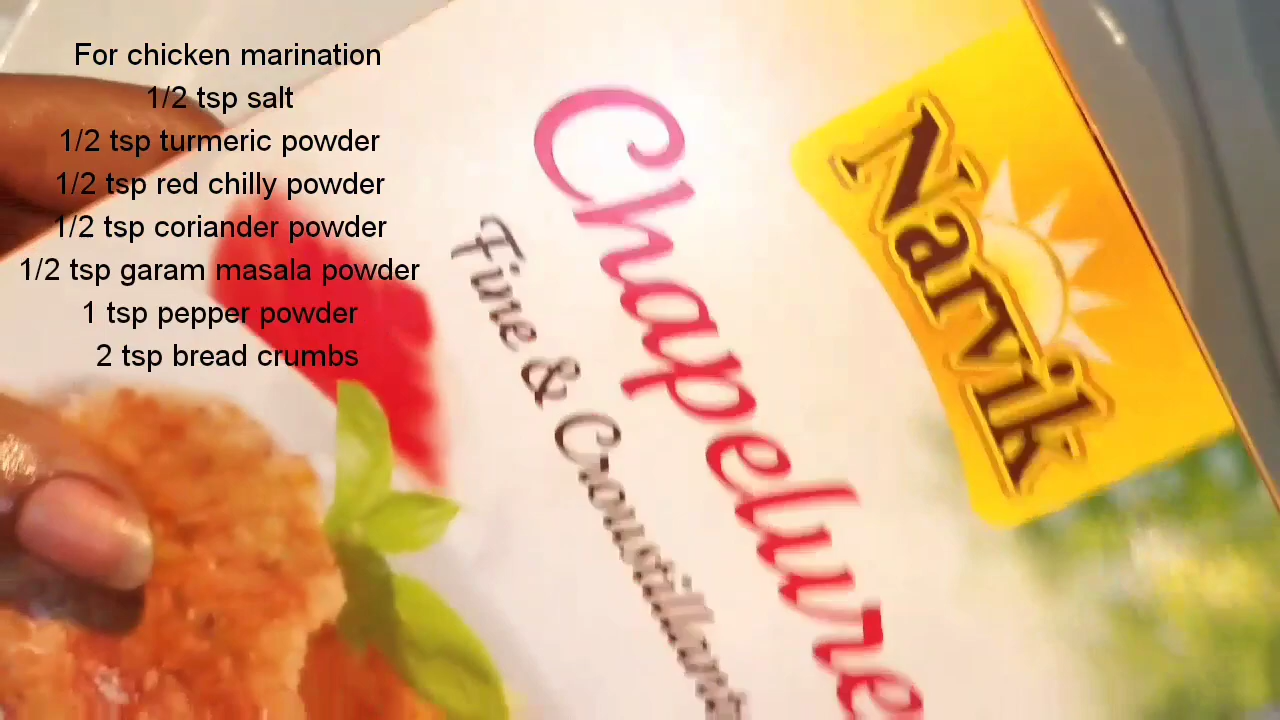 For chicken marination
1/2 tsp salt
1/2 tsp turmeric powder
1/2 tsp red chilly powder
1/2 tsp coriander powder
1/2 tsp garam masala powder
1 tsp pepper powder
2 tsp bread crumbs
Narvik
Chapelure
Fine & Croustillante